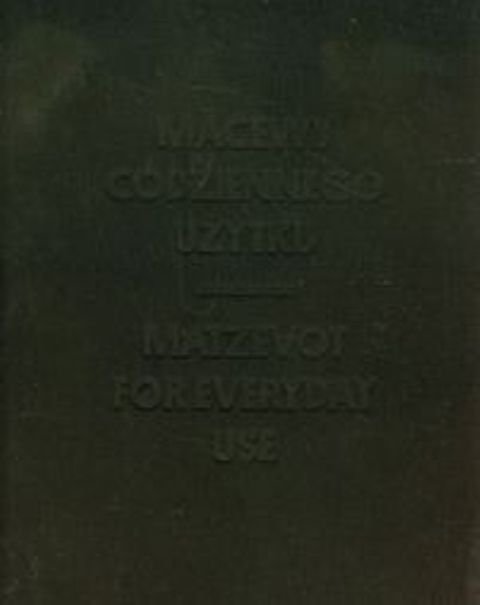 MACEWY
CODZIENNEGO
UŻYTKU
MATZEVOT
FOR EVERYDAY
USE